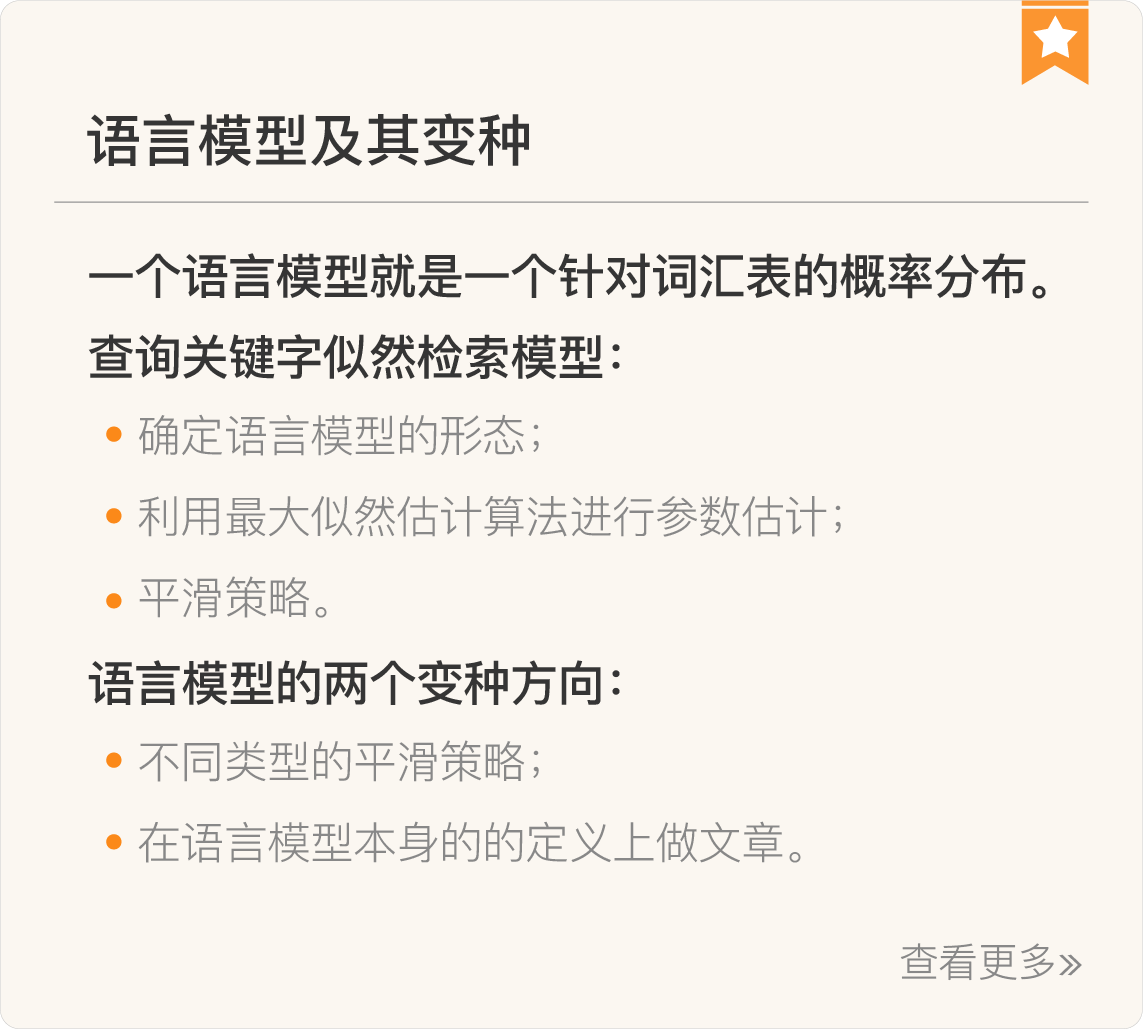 语言模型及其变种
一个语言模型就是一个针对词汇表的概率分布。
查询关键字似然检索模型：
确定语言模型的形态；
利用最大似然估计算法进行参数估计；
平滑策略。
语言模型的两个变种方向：
不同类型的平滑策略；
在语言模型本身的的定义上做文章。
查看更多»